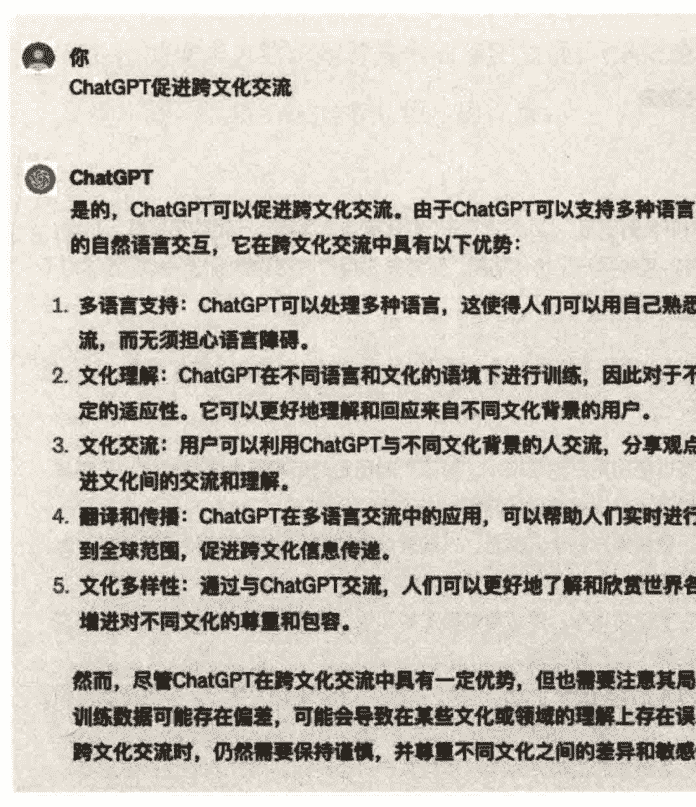 你
ChatGPT促进跨文化交流
ChatGPT
是的，ChatGPT可以促进跨文化交流。由于ChatGPT可以支持多种语言
的自然语言交互，它在跨文化交流中具有以下优势：
1. 多语言支持：ChatGPT可以处理多种语言，这使得人们可以用自己熟悉
流，而无须担心语言障碍。
2. 文化理解：ChatGPT在不同语言和文化的语境下进行训练，因此对于不
定的适应性。它可以更好地理解和回应来自不同文化背景的用户。
3. 文化交流：用户可以利用ChatGPT与不同文化背景的人交流，分享观点
进文化间的交流和理解。
4. 翻译和传播：ChatGPT在多语言交流中的应用，可以帮助人们实时进行
到全球范围，促进跨文化信息传递。
5. 文化多样性：通过与ChatGPT交流，人们可以更好地了解和欣赏世界各
增进对不同文化的尊重和包容。
然而，尽管ChatGPT在跨文化交流中具有一定优势，但也需要注意其局
训练数据可能存在偏差，可能会导致在某些文化或领域的理解上存在误
跨文化交流时，仍然需要保持谨慎，并尊重不同文化之间的差异和敏感